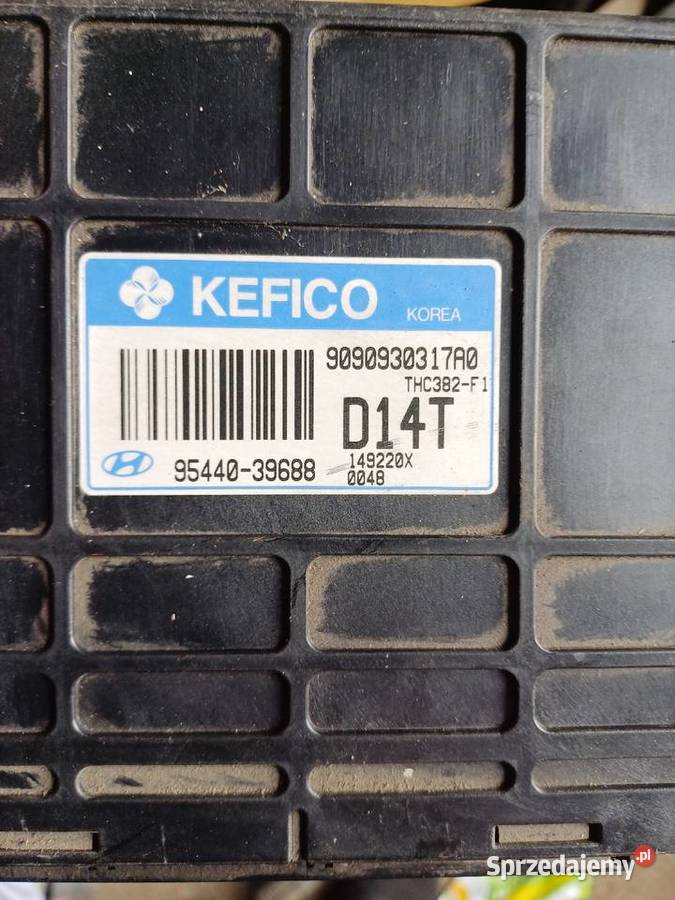 KEFICO KOREA
9090930317A0
THC382-F1
D14T
95440-39688
149220X
0048
Sprzedajemy.pl